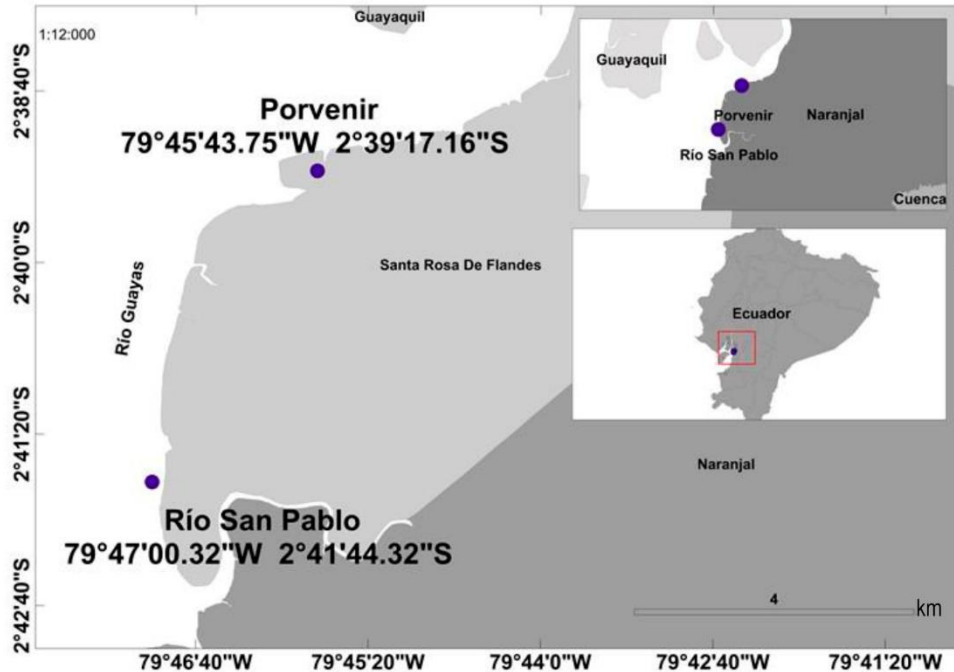 Guayaquil
1:12:000
2°38'40"S
Porvenir
79°45'43.75"W 2°39'17.16"S
Guayaquil
Porvenir
Naranjal
Río San Pablo
Cuenca
2°40'0"S
Santa Rosa De Flandes
Río Guayas
Ecuador
2°41'20"S
Naranjal
Río San Pablo
79°47'00.32"W 2°41'44.32"S
2°42'40"S
4
km
79°46'40"W 79°45'20"W 79°44'0"W 79°42'40"W 79°41'20"W